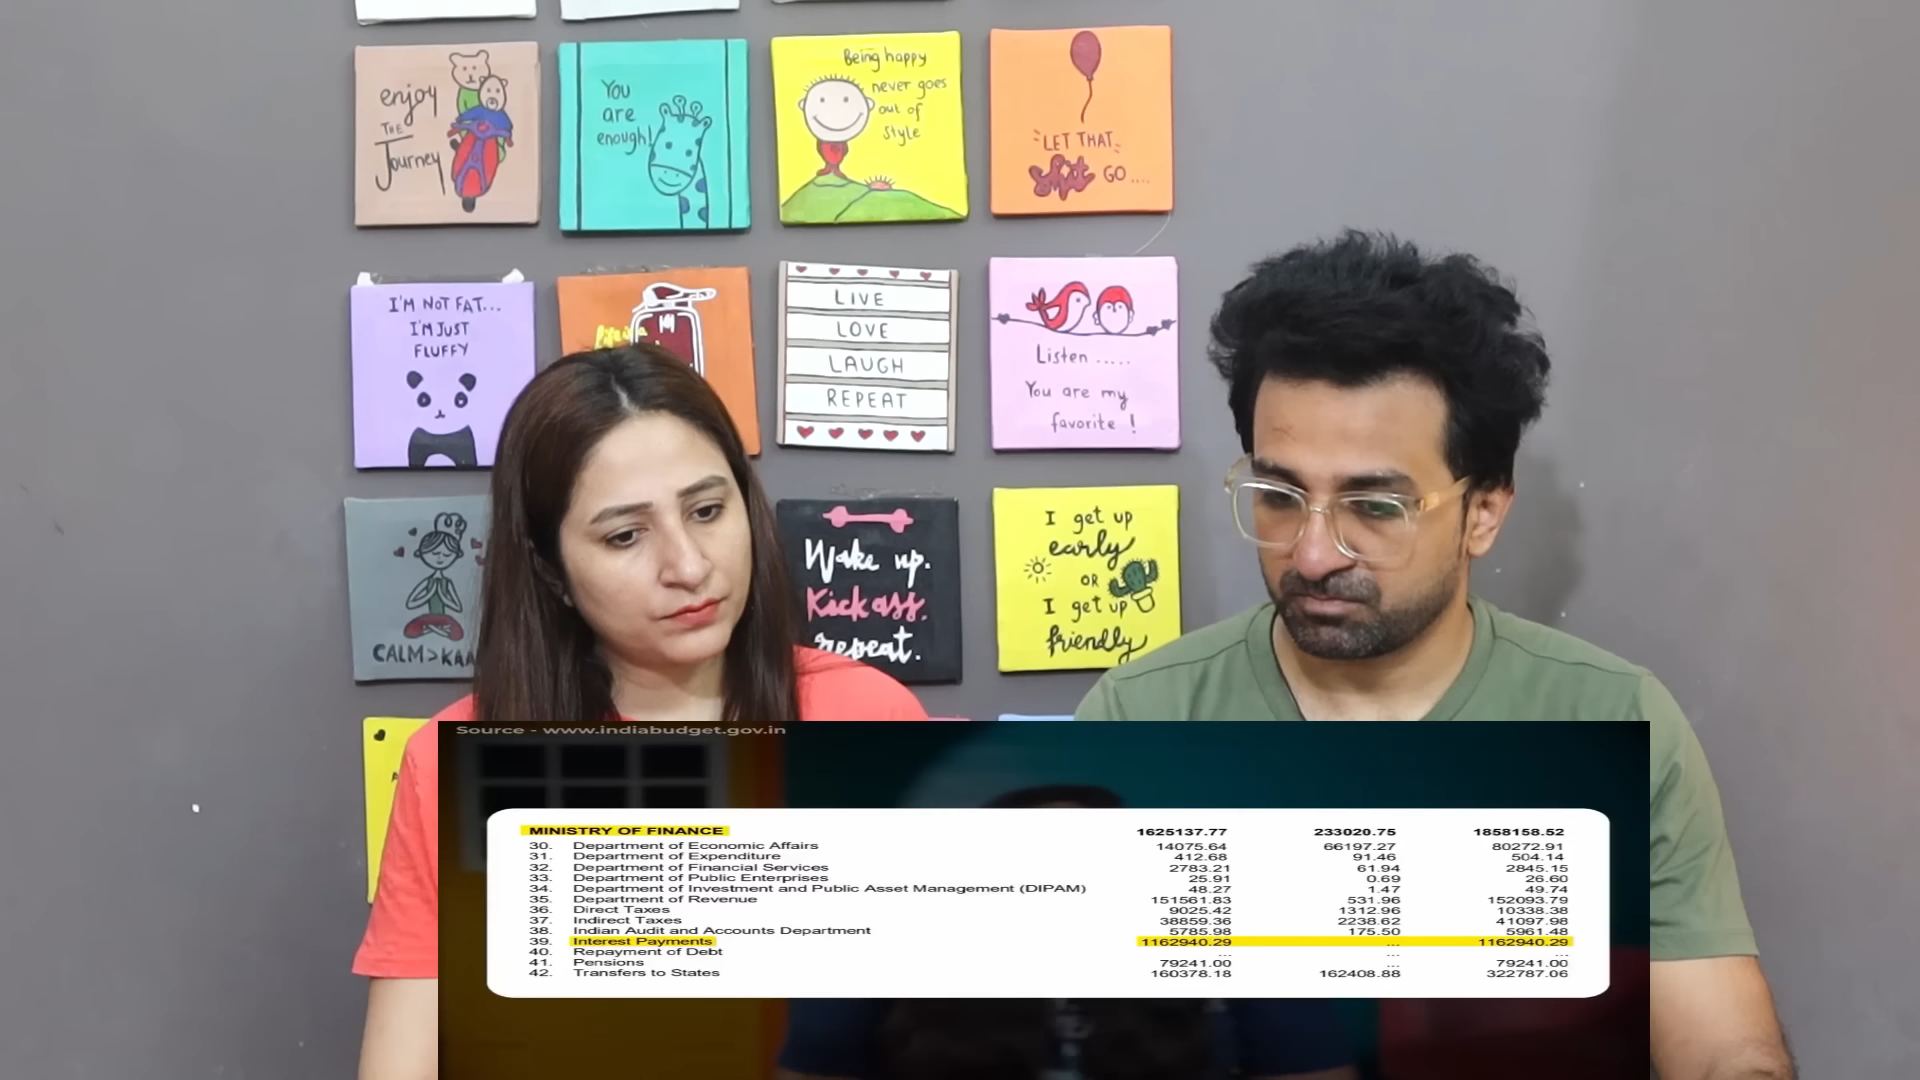 enjoy
THE
Journey
You
are
enough!
Being happy
never goes
out of
style
LET THAT
shit GO ....
I'M NOT FAT...
I'M JUST
FLUFFY
life is a
LIVE
LOVE
LAUGH
REPEAT
Listen .....
You are my
favorite !
CALM>KAA
Wake up.
Kick ass.
repeat.
I get up
early
OR
I get up
friendly
Source - www.indiabudget.gov.in
MINISTRY OF FINANCE 1625137.77 233020.75 1858158.52
30. Department of Economic Affairs 14075.64 66197.27 80272.91
31. Department of Expenditure 412.68 91.46 504.14
32. Department of Financial Services 2783.21 61.94 2845.15
33. Department of Public Enterprises 25.91 0.69 26.60
34. Department of Investment and Public Asset Management (DIPAM) 48.27 1.47 49.74
35. Department of Revenue 151561.83 531.96 152093.79
36. Direct Taxes 9025.42 1312.96 10338.38
37. Indirect Taxes 38859.36 2238.62 41097.98
38. Indian Audit and Accounts Department 5785.98 175.50 5961.48
39. Interest Payments 1162940.29 ... 1162940.29
40. Repayment of Debt ... ... ...
41. Pensions 79241.00 ... 79241.00
42. Transfers to States 160378.18 162408.88 322787.06